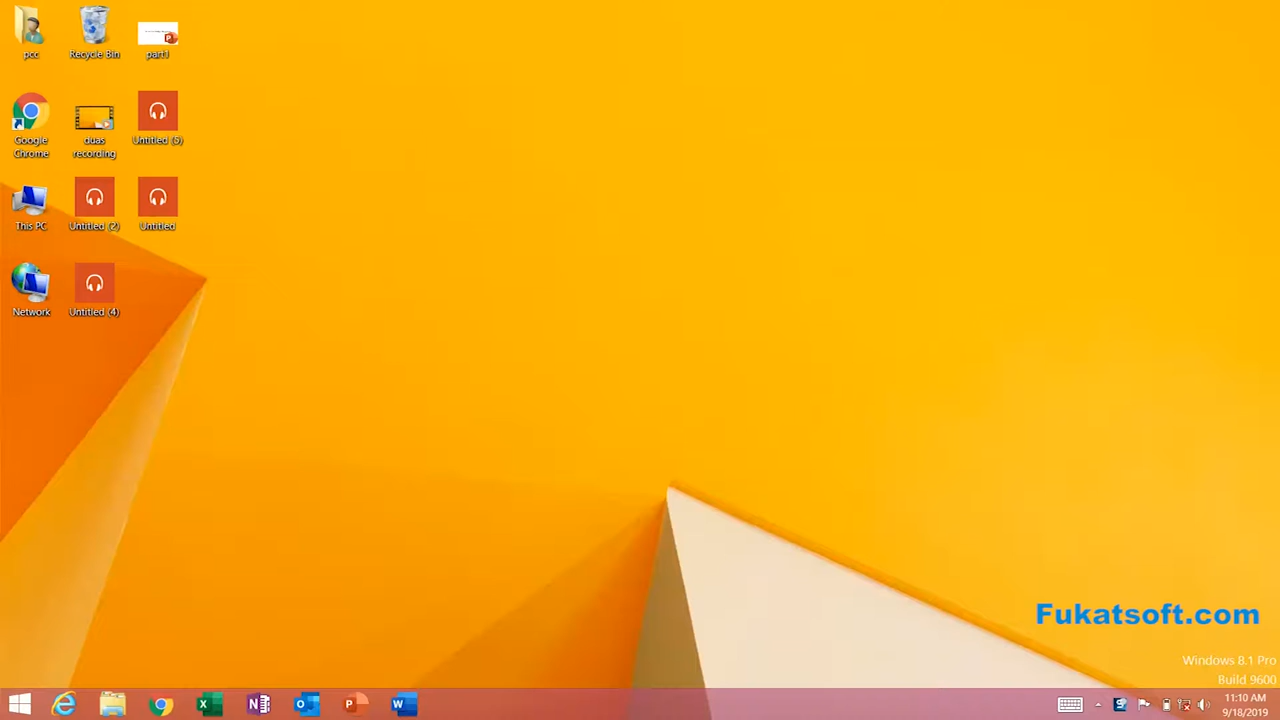 pcc
Recycle Bin
part1
Google Chrome
duas recording
Untitled (5)
This PC
Untitled (2)
Untitled
Network
Untitled (4)
Fukatsoft.com
Windows 8.1 Pro
Build 9600
11:10 AM
9/18/2019